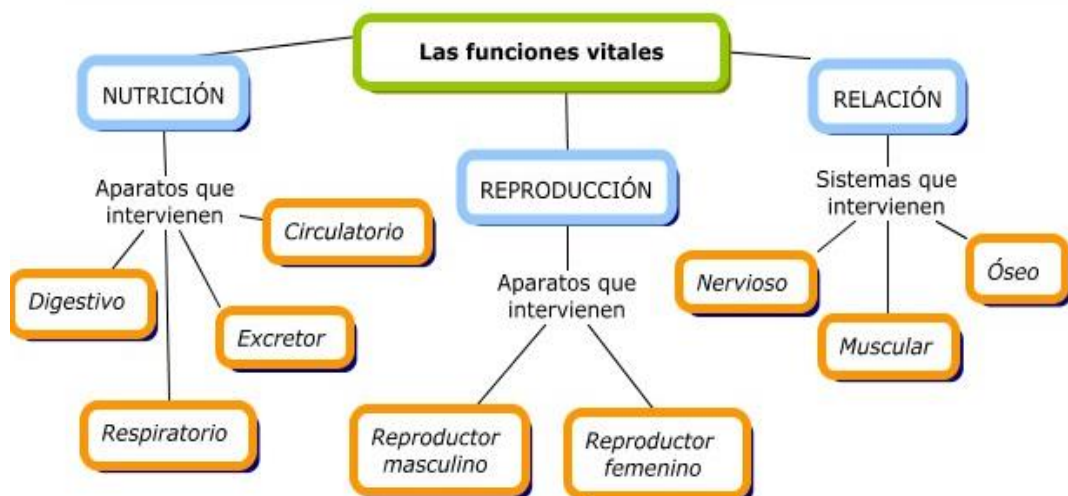 Las funciones vitales
NUTRICIÓN
Aparatos que
intervienen
Digestivo
Respiratorio
Excretor
Circulatorio
REPRODUCCIÓN
Aparatos que
intervienen
Reproductor
masculino
Reproductor
femenino
RELACIÓN
Sistemas que
intervienen
Nervioso
Muscular
Óseo